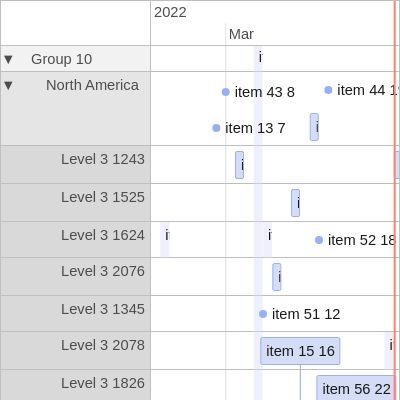 2022
Mar
▼ Group 10
▼ North America
item 43 8
item 44
item 13 7
Level 3 1243
Level 3 1525
Level 3 1624
item 52 18
Level 3 2076
Level 3 1345
item 51 12
Level 3 2078
item 15 16
Level 3 1826
item 56 22